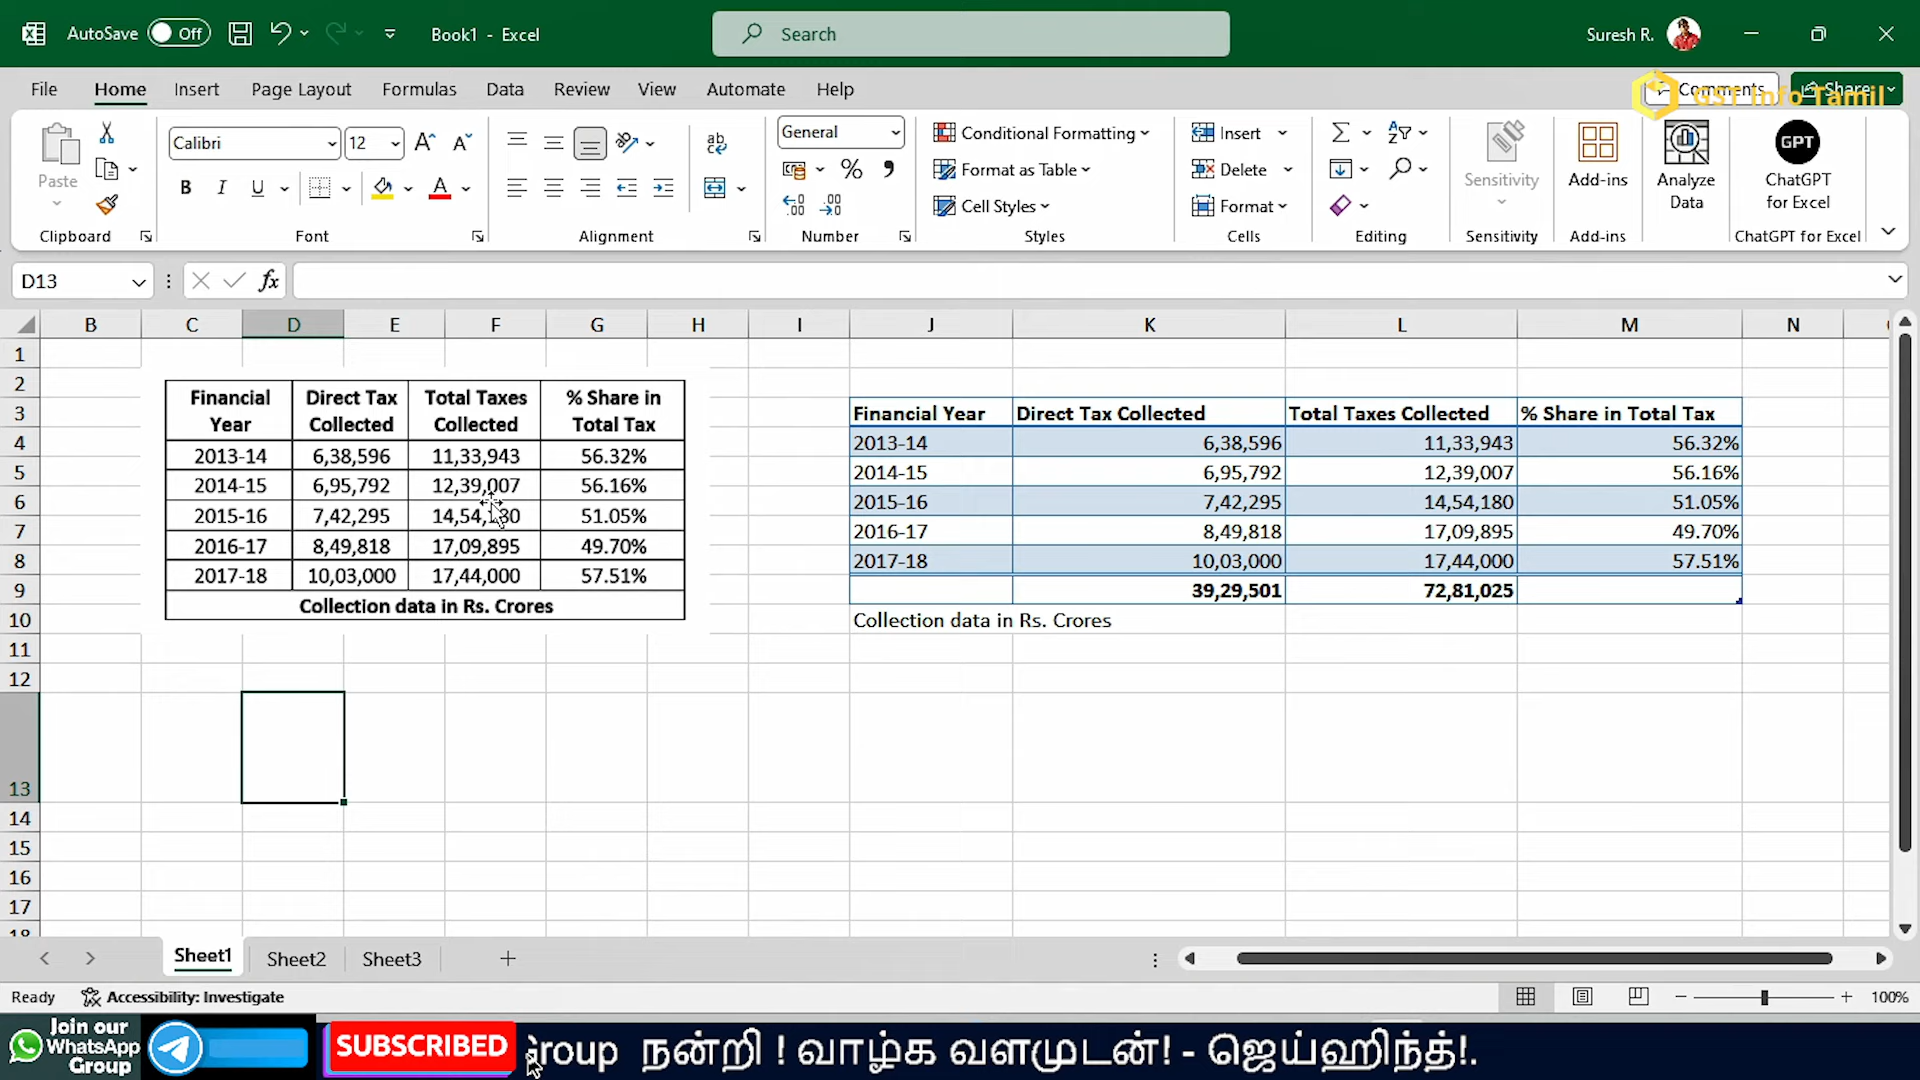 AutoSave Off Book1 - Excel Search Suresh R.
File Home Insert Page Layout Formulas Data Review View Automate Help Comments Share
GST Info Tamil
Calibri 12 General Conditional Formatting Insert
Paste Format as Table Delete Sensitivity Add-ins Analyze Data ChatGPT for Excel
B I U A % , Cell Styles Format
Clipboard Font Alignment Number Styles Cells Editing Sensitivity Add-ins ChatGPT for Excel
D13 fx
B C D E F G H I J K L M N
1
2
3
4
5
6
7
8
9
10
11
12
13
14
15
16
17
18
Financial Year Direct Tax Collected Total Taxes Collected % Share in Total Tax
2013-14 6,38,596 11,33,943 56.32%
2014-15 6,95,792 12,39,007 56.16%
2015-16 7,42,295 14,54,180 51.05%
2016-17 8,49,818 17,09,895 49.70%
2017-18 10,03,000 17,44,000 57.51%
Collection data in Rs. Crores
Financial Year Direct Tax Collected Total Taxes Collected % Share in Total Tax
2013-14 6,38,596 11,33,943 56.32%
2014-15 6,95,792 12,39,007 56.16%
2015-16 7,42,295 14,54,180 51.05%
2016-17 8,49,818 17,09,895 49.70%
2017-18 10,03,000 17,44,000 57.51%
39,29,501 72,81,025
Collection data in Rs. Crores
Sheet1 Sheet2 Sheet3
Ready Accessibility: Investigate 100%
Join our
WhatsApp
Group
SUBSCRIBED
Group நன்றி ! வாழ்க வளமுடன்! - ஜெய்ஹிந்த்!.